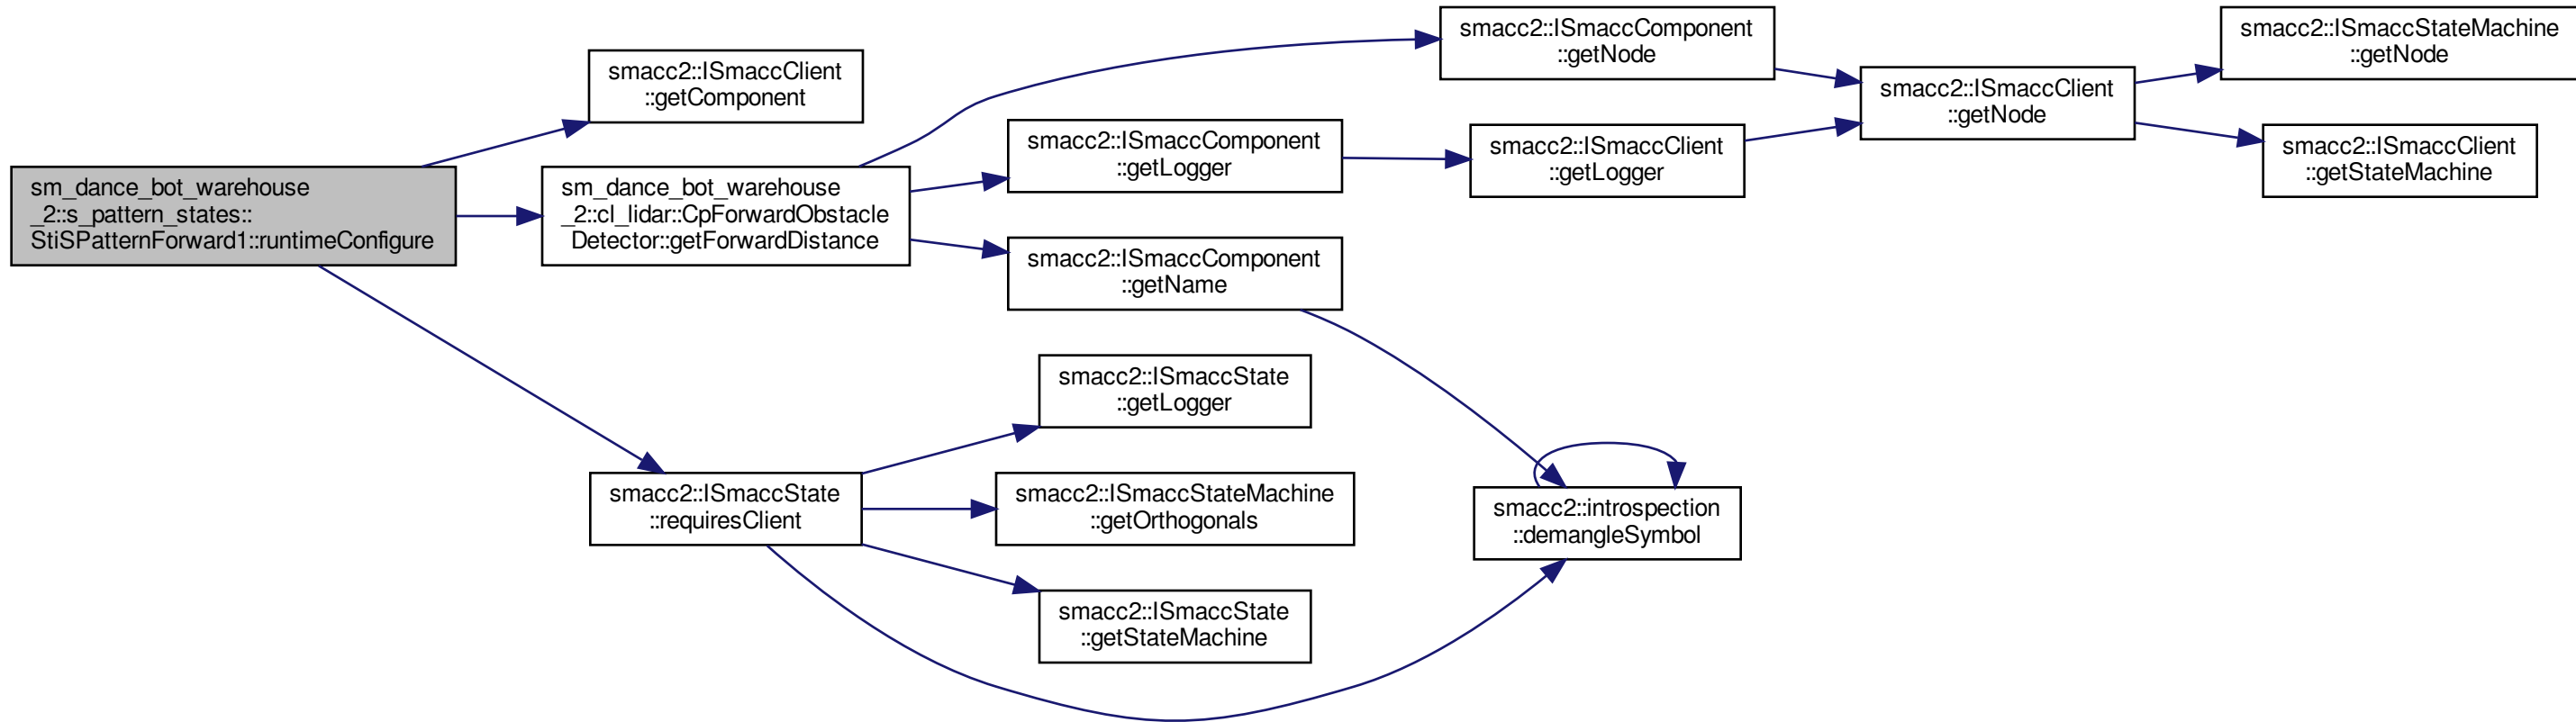 sm_dance_bot_warehouse
_2::s_pattern_states::
StiSPatternForward1::runtimeConfigure
smacc2::ISmaccClient
::getComponent
sm_dance_bot_warehouse
_2::cl_lidar::CpForwardObstacle
Detector::getForwardDistance
smacc2::ISmaccState
::requiresClient
smacc2::ISmaccComponent
::getLogger
smacc2::ISmaccComponent
::getName
smacc2::ISmaccState
::getLogger
smacc2::ISmaccStateMachine
::getOrthogonals
smacc2::ISmaccState
::getStateMachine
smacc2::ISmaccComponent
::getNode
smacc2::ISmaccClient
::getLogger
smacc2::introspection
::demangleSymbol
smacc2::ISmaccClient
::getNode
smacc2::ISmaccStateMachine
::getNode
smacc2::ISmaccClient
::getStateMachine